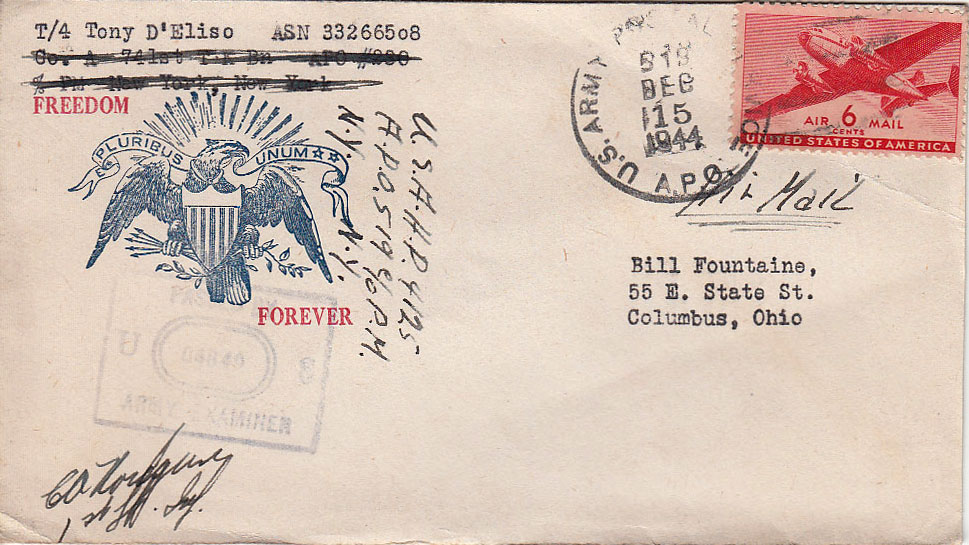 T/4 Tony D'Eliso ASN 33266508
Co. A 741st T-K Bn APO #230
% PM New York, New York
FREEDOM
E PLURIBUS UNUM
FOREVER
U.S.A.H.P. 4125
A.P.O. 519 % P.M.
N.Y. N.Y.
U.S. ARMY A.P.O.
DEC
15
1944
AIR 6 MAIL
CENTS
UNITED STATES OF AMERICA
Air Mail
Bill Fountaine,
55 E. State St.
Columbus, Ohio
PASSED BY
U S
ARMY EXAMINER
1st Lt. Inf.